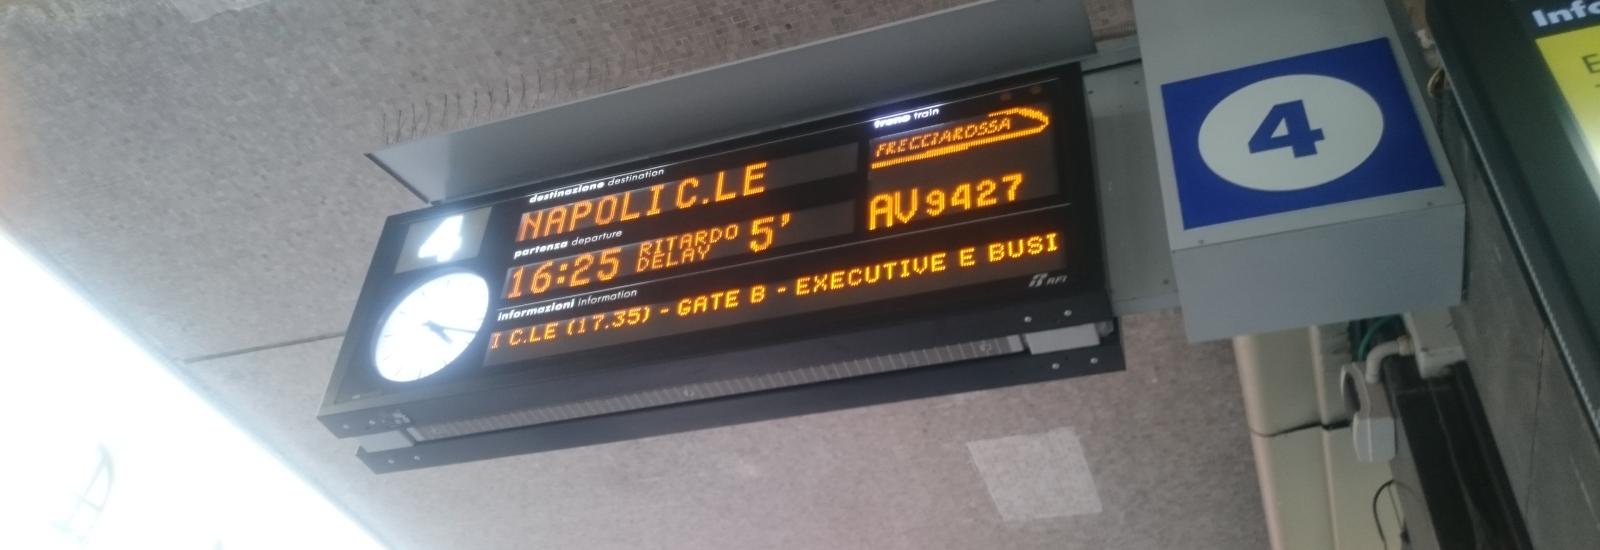 4
destinazione destination
NAPOLI C.LE
treno train
FRECCIAROSSA
AV 9427
partenza departure
16:25 RITARDO DELAY 5'
informazioni information
I C.LE (17.35) - GATE B - EXECUTIVE E BUSI
RFI
4
Info
E